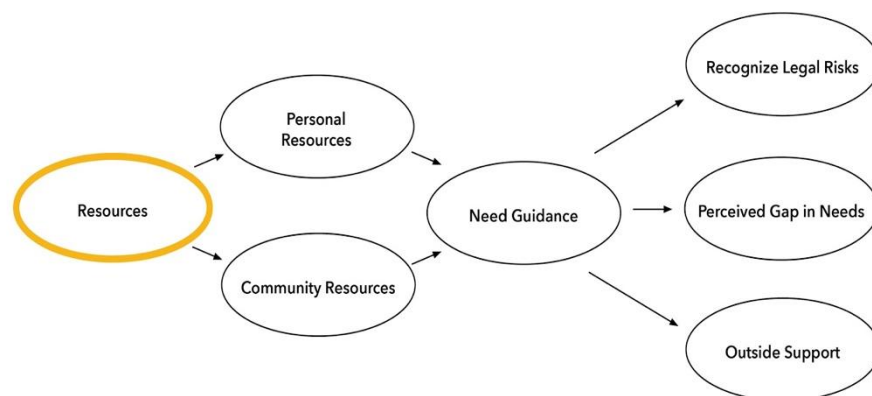 Resources
Personal
Resources
Community Resources
Need Guidance
Recognize Legal Risks
Perceived Gap in Needs
Outside Support